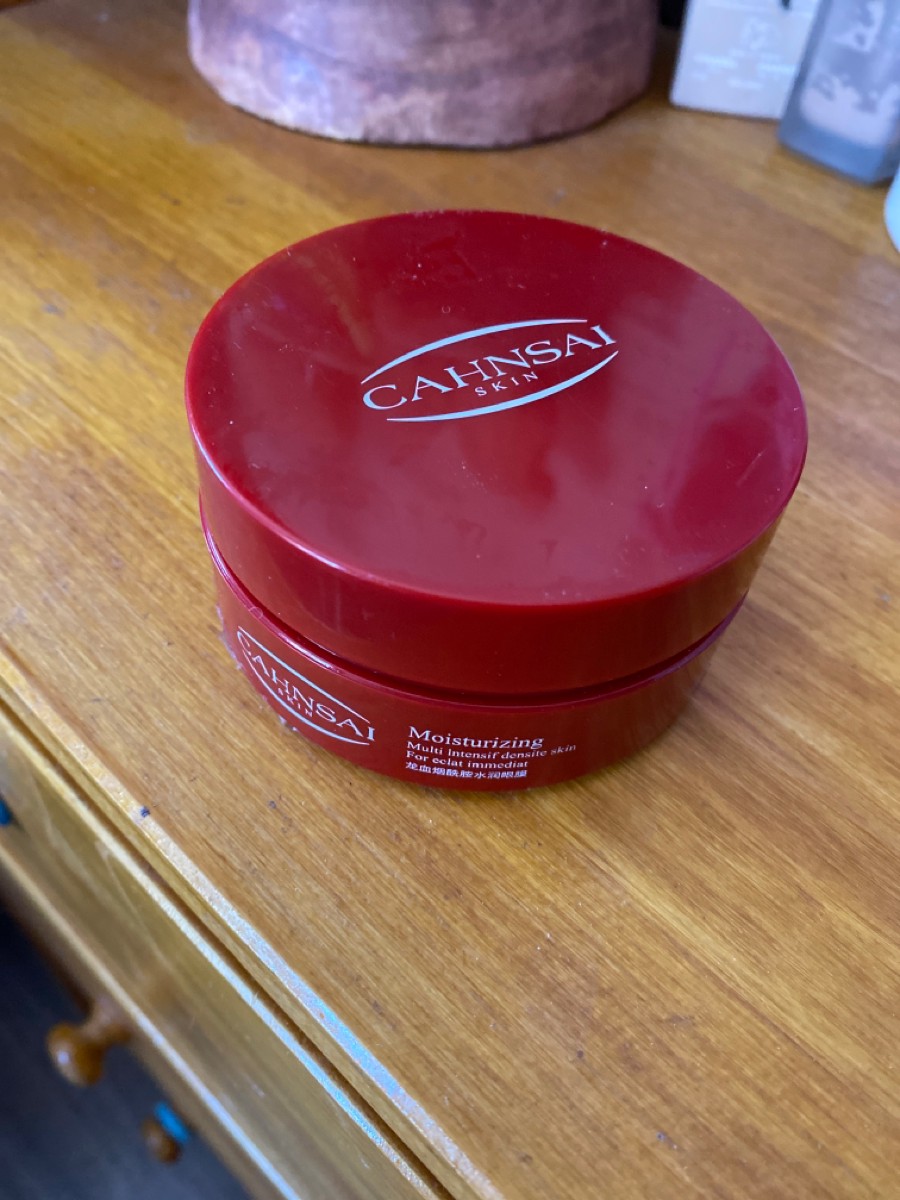 CAHNSAI
SKIN
CAHNSAI
SKIN
Moisturizing
Multi intensif densite skin
For eclat immediat
龙血烟酰胺水润眼膜